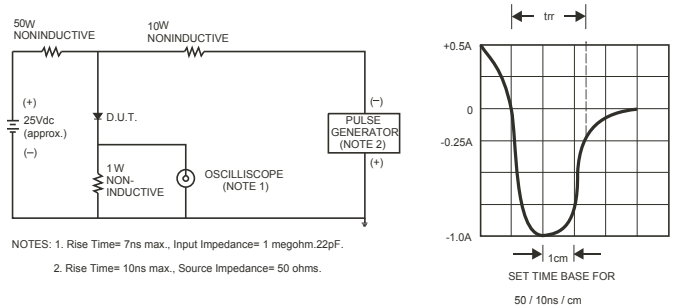 50W
NONINDUCTIVE
10W
NONINDUCTIVE
(+)
25Vdc
(approx.)
(–)
D.U.T.
1 W
NON-
INDUCTIVE
OSCILLISCOPE
(NOTE 1)
(–)
PULSE
GENERATOR
(NOTE 2)
(+)
NOTES: 1. Rise Time= 7ns max., Input Impedance= 1 megohm.22pF.
2. Rise Time= 10ns max., Source Impedance= 50 ohms.
trr
+0.5A
0
-0.25A
-1.0A
1cm
SET TIME BASE FOR
50 / 10ns / cm